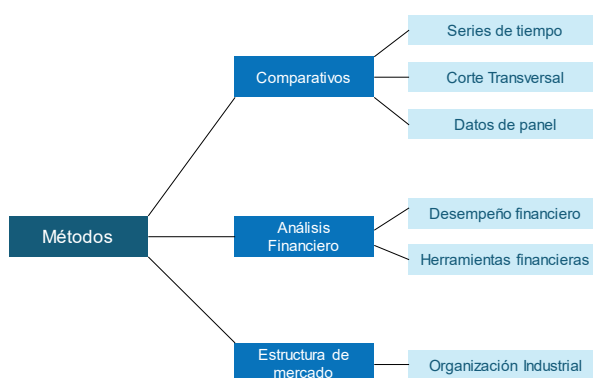 Métodos
Comparativos
Series de tiempo
Corte Transversal
Datos de panel
Análisis
Financiero
Desempeño financiero
Herramientas financieras
Estructura de
mercado
Organización Industrial